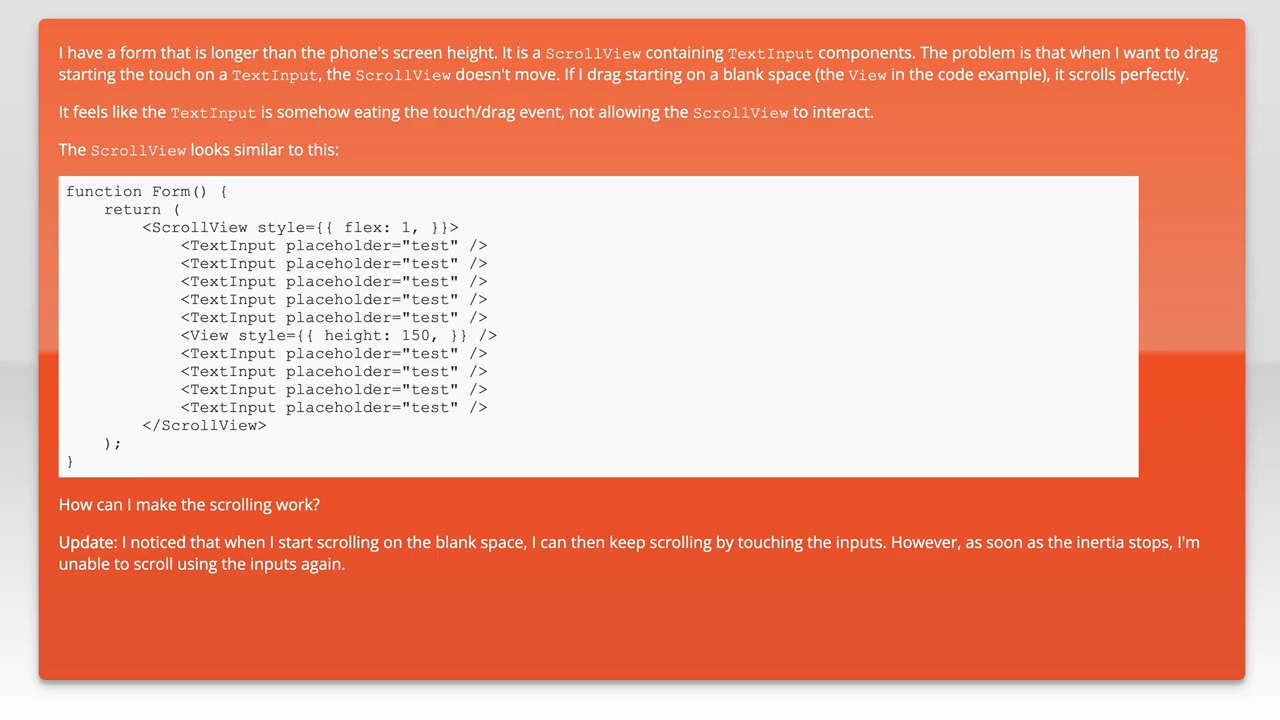 I have a form that is longer than the phone's screen height. It is a ScrollView containing TextInput components. The problem is that when I want to drag
starting the touch on a TextInput, the ScrollView doesn't move. If I drag starting on a blank space (the View in the code example), it scrolls perfectly.
It feels like the TextInput is somehow eating the touch/drag event, not allowing the ScrollView to interact.
The ScrollView looks similar to this:
function Form() {
    return (
        <ScrollView style={{ flex: 1, }}>
            <TextInput placeholder="test" />
            <TextInput placeholder="test" />
            <TextInput placeholder="test" />
            <TextInput placeholder="test" />
            <TextInput placeholder="test" />
            <View style={{ height: 150, }} />
            <TextInput placeholder="test" />
            <TextInput placeholder="test" />
            <TextInput placeholder="test" />
            <TextInput placeholder="test" />
        </ScrollView>
    );
}
How can I make the scrolling work?
Update: I noticed that when I start scrolling on the blank space, I can then keep scrolling by touching the inputs. However, as soon as the inertia stops, I'm
unable to scroll using the inputs again.